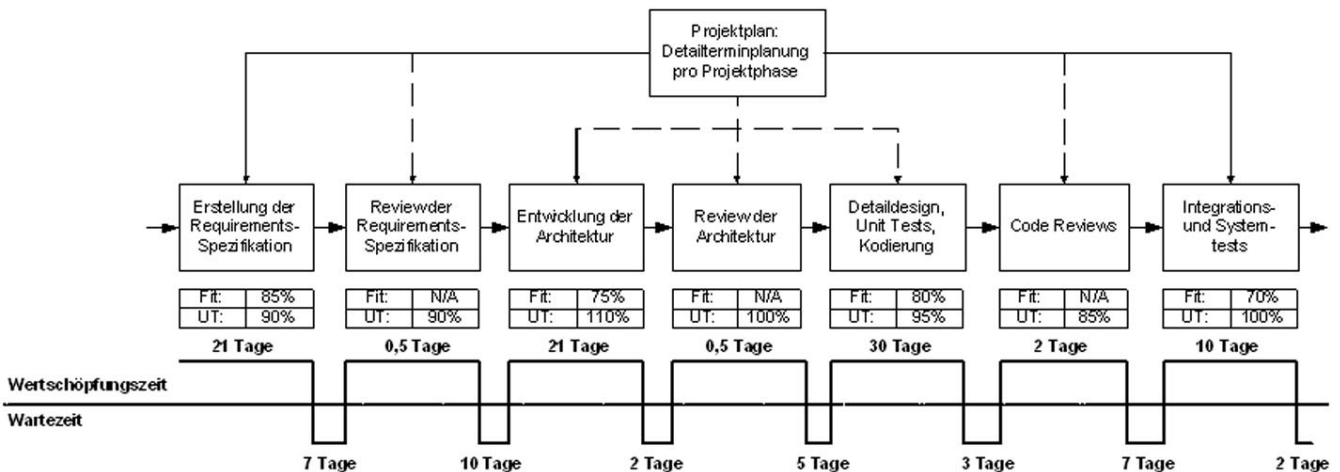 Projektplan:
Detailterminplanung
pro Projektphase
Erstellung der
Requirements-
Spezifikation
Reviewder
Requirements-
Spezifikation
Entwicklung der
Architektur
Reviewder
Architektur
Detaildesign,
Unit Tests,
Kodierung
Code Reviews
Integrations-
und System-
tests
Fit: 85%
UT: 90%
Fit: N/A
UT: 90%
Fit: 75%
UT: 110%
Fit: N/A
UT: 100%
Fit: 80%
UT: 95%
Fit: N/A
UT: 85%
Fit: 70%
UT: 100%
21 Tage
0,5 Tage
21 Tage
0,5 Tage
30 Tage
2 Tage
10 Tage
Wertschöpfungszeit
Wartezeit
7 Tage
10 Tage
2 Tage
5 Tage
3 Tage
7 Tage
2 Tage